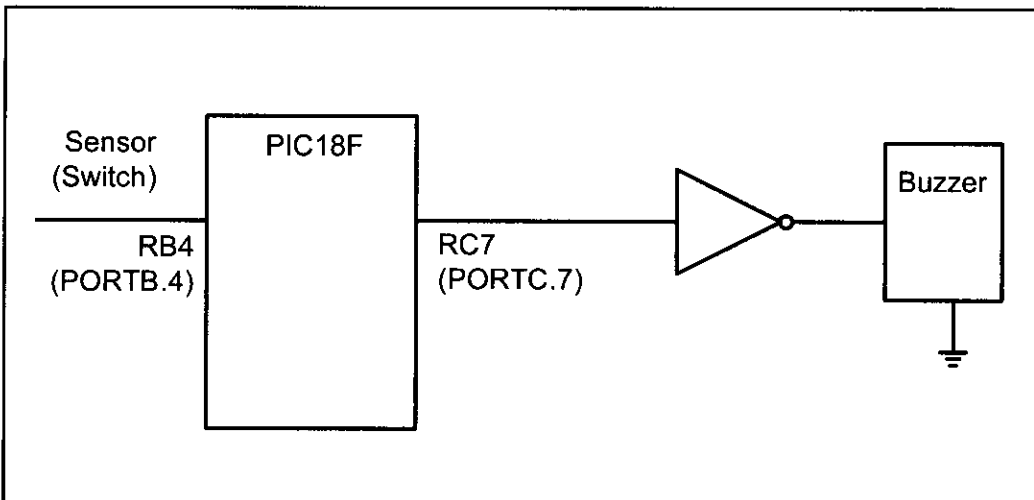 Sensor
(Switch)
PIC18F
Buzzer
RB4
(PORTB.4)
RC7
(PORTC.7)